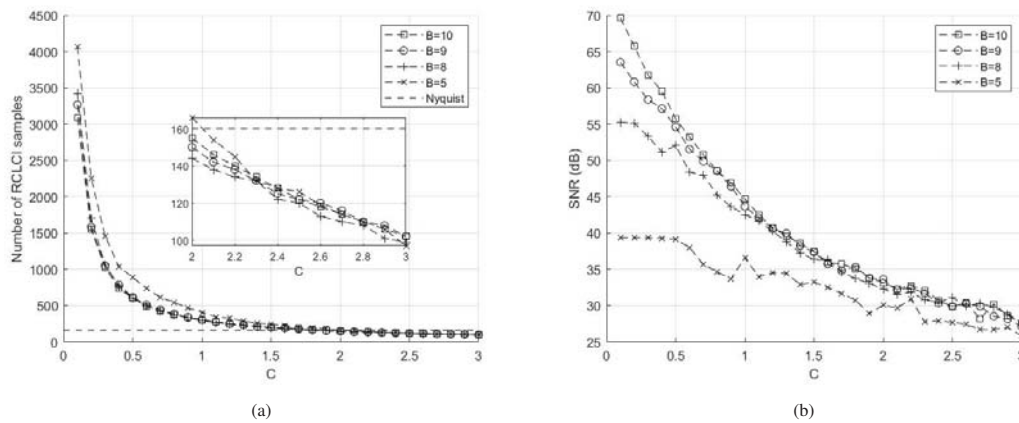 4500
4000
3500
3000
2500
2000
1500
1000
500
0
Number of RCLCI samples
B=10
B=9
B=8
B=5
Nyquist
160
140
120
100
2 2.2 2.4 2.6 2.8 3
C
0 0.5 1 1.5 2 2.5 3
C
(a)
70
65
60
55
50
45
40
35
30
25
SNR (dB)
B=10
B=9
B=8
B=5
0 0.5 1 1.5 2 2.5 3
C
(b)